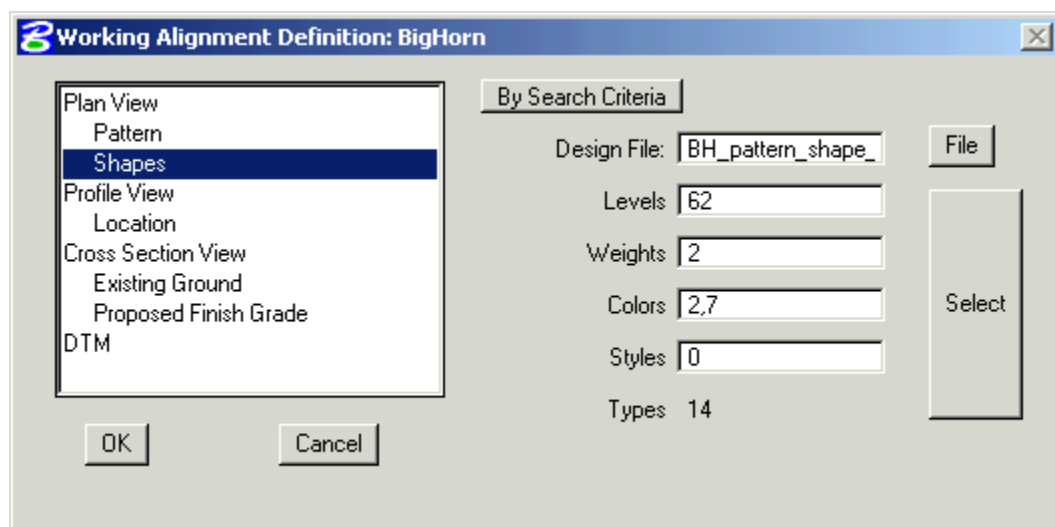 Working Alignment Definition: BigHorn
Plan View
Pattern
Shapes
Profile View
Location
Cross Section View
Existing Ground
Proposed Finish Grade
DTM
OK
Cancel
By Search Criteria
Design File: BH_pattern_shape_
File
Levels 62
Weights 2
Colors 2,7
Styles 0
Types 14
Select